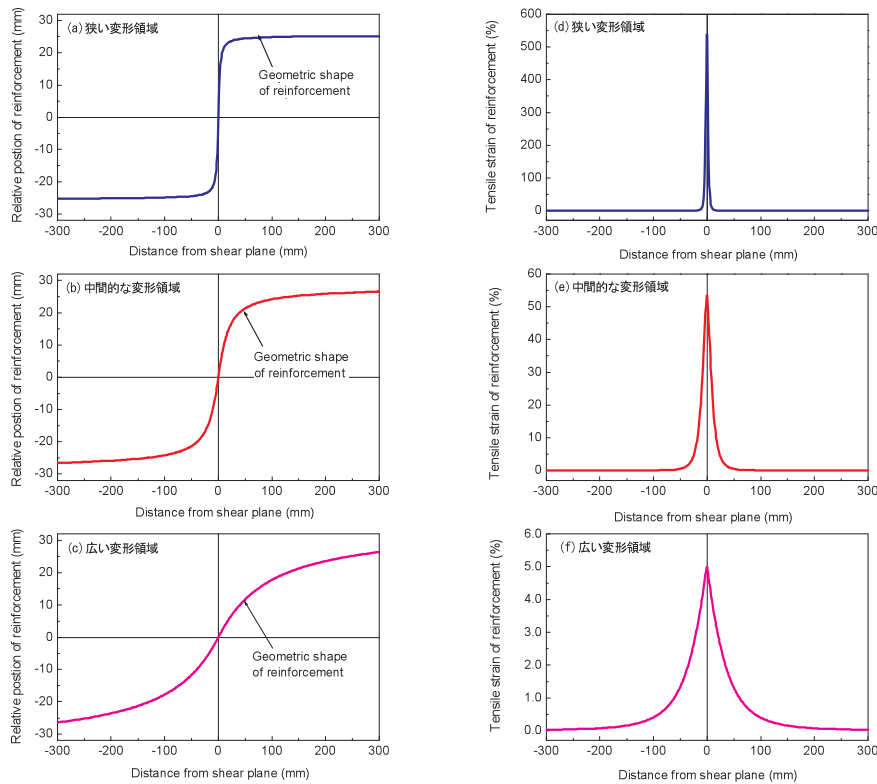 (a) 狭い変形領域
Relative postion of reinforcement (mm)
30
20
10
0
-10
-20
-30
Geometric shape
of reinforcement
-300 -200 -100 0 100 200 300
Distance from shear plane (mm)
(d) 狭い変形領域
Tensile strain of reinforcement (%)
600
500
400
300
200
100
0
-300 -200 -100 0 100 200 300
Distance from shear plane (mm)
(b) 中間的な変形領域
Relative position of reinforcement (mm)
30
20
10
0
-10
-20
-30
Geometric shape
of reinforcement
-300 -200 -100 0 100 200 300
Distance from shear plane (mm)
(e) 中間的な変形領域
Tensile strain of reinforcement (%)
60
50
40
30
20
10
0
-300 -200 -100 0 100 200 300
Distance from shear plane (mm)
(c) 広い変形領域
Relative position of reinforcement (mm)
30
20
10
0
-10
-20
-30
Geometric shape
of reinforcement
-300 -200 -100 0 100 200 300
Distance from shear plane (mm)
(f) 広い変形領域
Tensile strain of reinforcement (%)
6.0
5.0
4.0
3.0
2.0
1.0
0.0
-300 -200 -100 0 100 200 300
Distance from shear plane (mm)